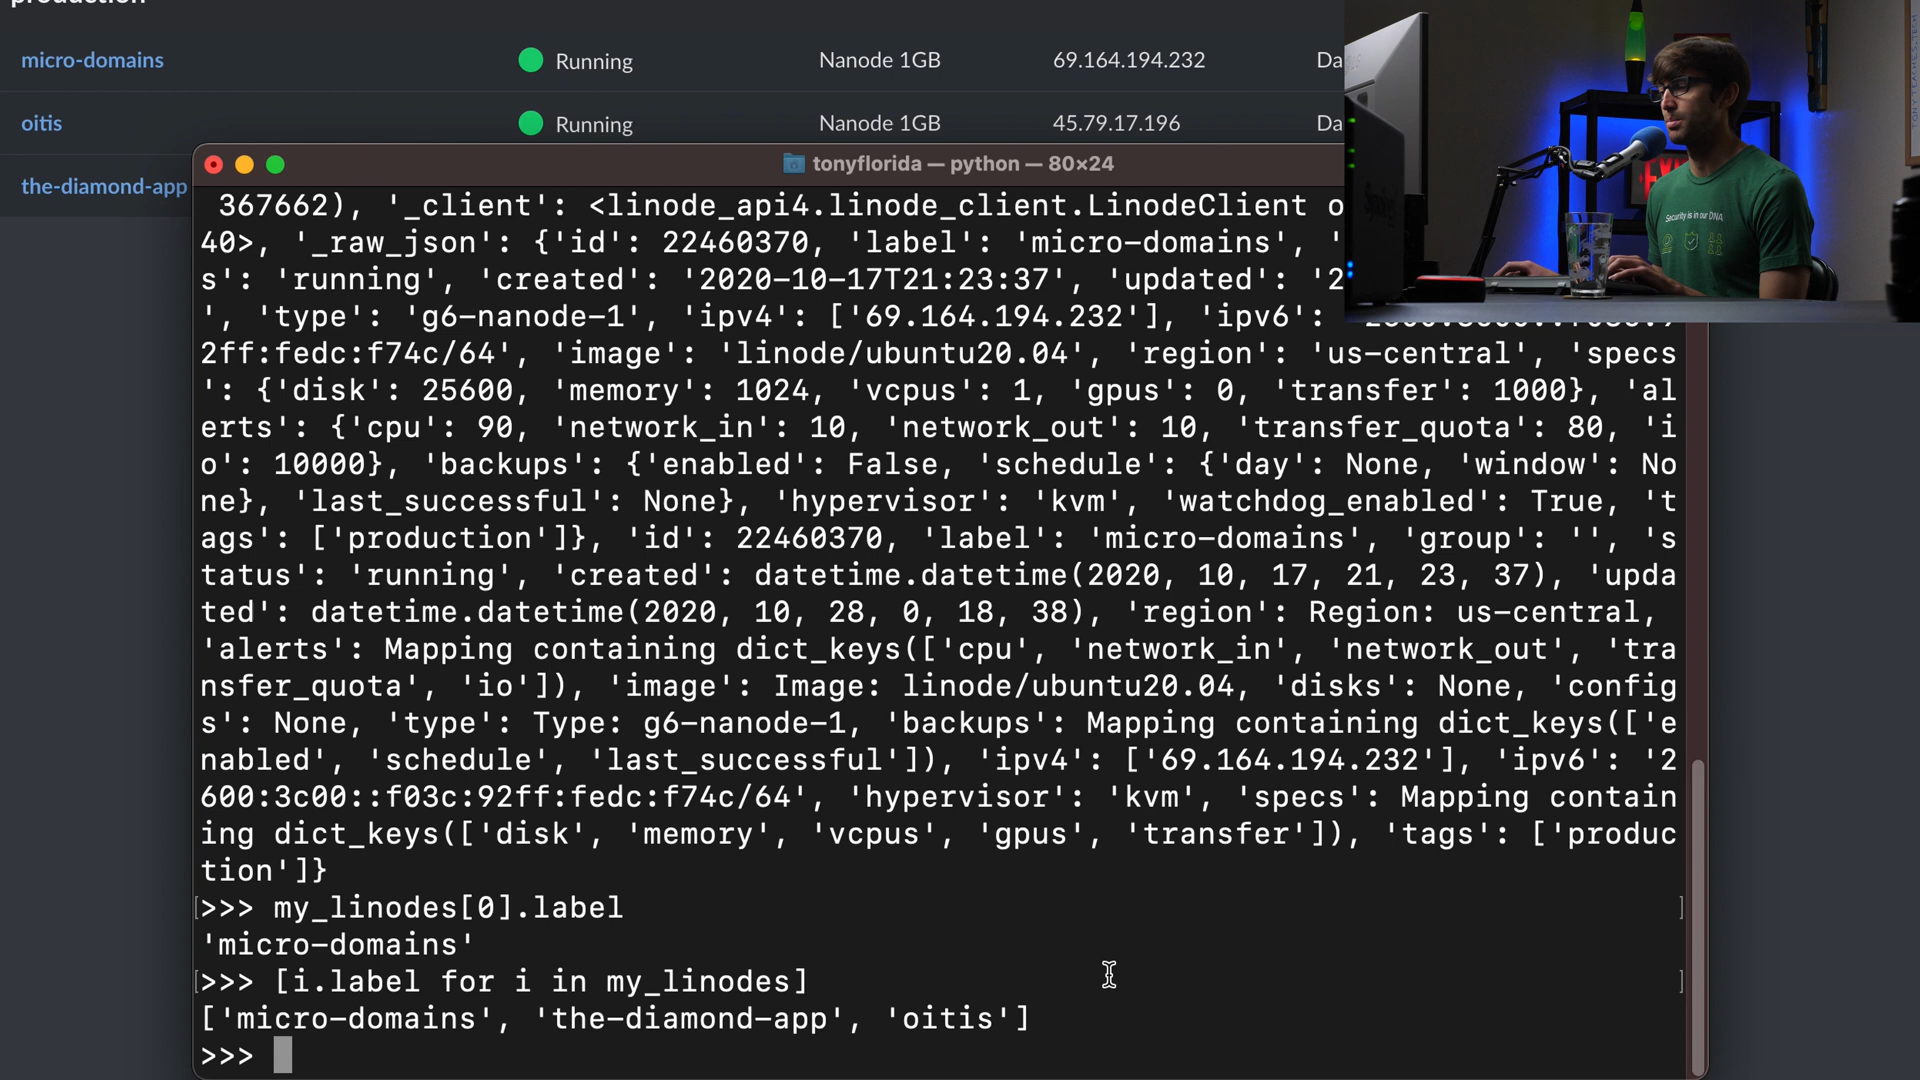 production
micro-domains Running Nanode 1GB 69.164.194.232 Da
oitis Running Nanode 1GB 45.79.17.196 Da
the-diamond-app
tonyflorida — python — 80×24
367662), '_client': <linode_api4.linode_client.LinodeClient o
40>, '_raw_json': {'id': 22460370, 'label': 'micro-domains', '
s': 'running', 'created': '2020-10-17T21:23:37', 'updated': '2
', 'type': 'g6-nanode-1', 'ipv4': ['69.164.194.232'], 'ipv6':
2ff:fedc:f74c/64', 'image': 'linode/ubuntu20.04', 'region': 'us-central', 'specs
': {'disk': 25600, 'memory': 1024, 'vcpus': 1, 'gpus': 0, 'transfer': 1000}, 'al
erts': {'cpu': 90, 'network_in': 10, 'network_out': 10, 'transfer_quota': 80, 'i
o': 10000}, 'backups': {'enabled': False, 'schedule': {'day': None, 'window': No
ne}, 'last_successful': None}, 'hypervisor': 'kvm', 'watchdog_enabled': True, 't
ags': ['production']}, 'id': 22460370, 'label': 'micro-domains', 'group': '', 's
tatus': 'running', 'created': datetime.datetime(2020, 10, 17, 21, 23, 37), 'upda
ted': datetime.datetime(2020, 10, 28, 0, 18, 38), 'region': Region: us-central,
'alerts': Mapping containing dict_keys(['cpu', 'network_in', 'network_out', 'tra
nsfer_quota', 'io']), 'image': Image: linode/ubuntu20.04, 'disks': None, 'config
s': None, 'type': Type: g6-nanode-1, 'backups': Mapping containing dict_keys(['e
nabled', 'schedule', 'last_successful']), 'ipv4': ['69.164.194.232'], 'ipv6': '2
600:3c00::f03c:92ff:fedc:f74c/64', 'hypervisor': 'kvm', 'specs': Mapping contain
ing dict_keys(['disk', 'memory', 'vcpus', 'gpus', 'transfer']), 'tags': ['produc
tion']}
[>>> my_linodes[0].label ]
'micro-domains'
[>>> [i.label for i in my_linodes] ]
['micro-domains', 'the-diamond-app', 'oitis']
>>>
Security is in our DNA